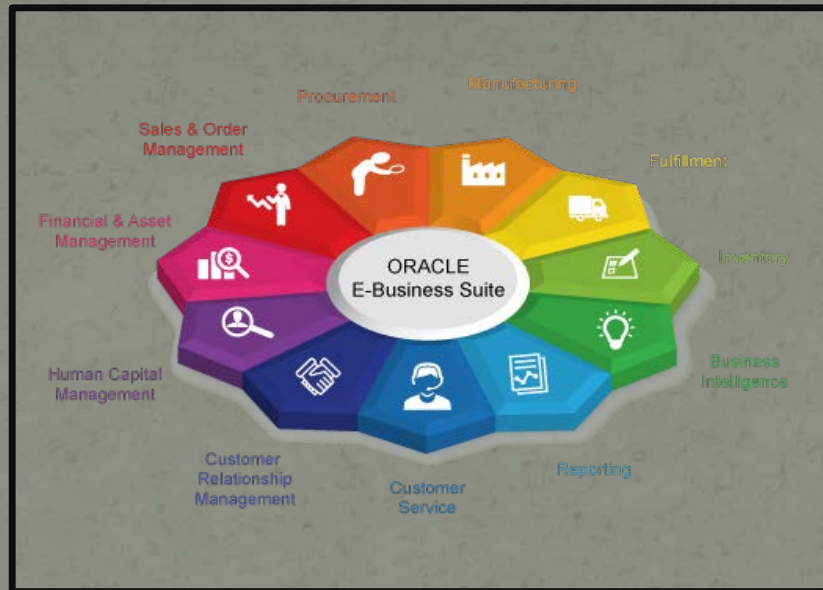 Procurement
Manufacturing
Sales & Order
Management
Fulfillment
Financial & Asset
Management
ORACLE
E-Business Suite
Inventory
Human Capital
Management
Business
Intelligence
Customer
Relationship
Management
Customer
Service
Reporting